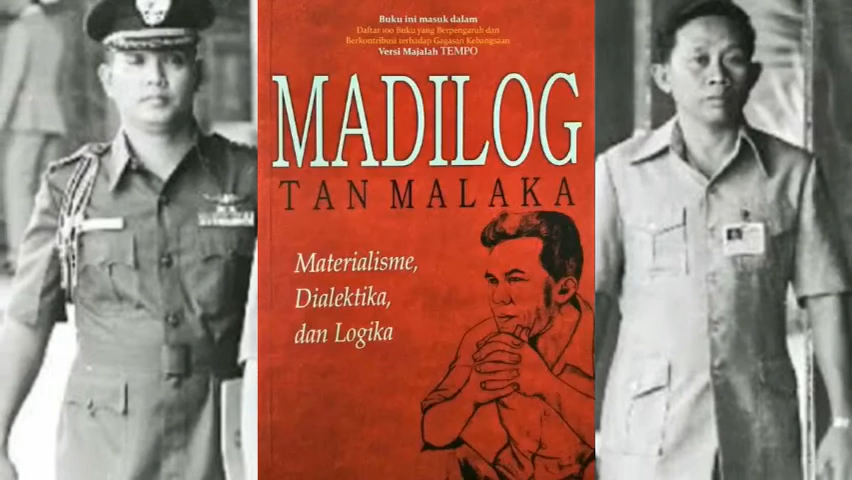 Buku ini masuk dalam
Daftar 100 Buku yang Berpengaruh dan
Berkontribusi terhadap Gagasan Kebangsaan
Versi Majalah TEMPO
MADILOG
TAN MALAKA
Materialisme,
Dialektika,
dan Logika